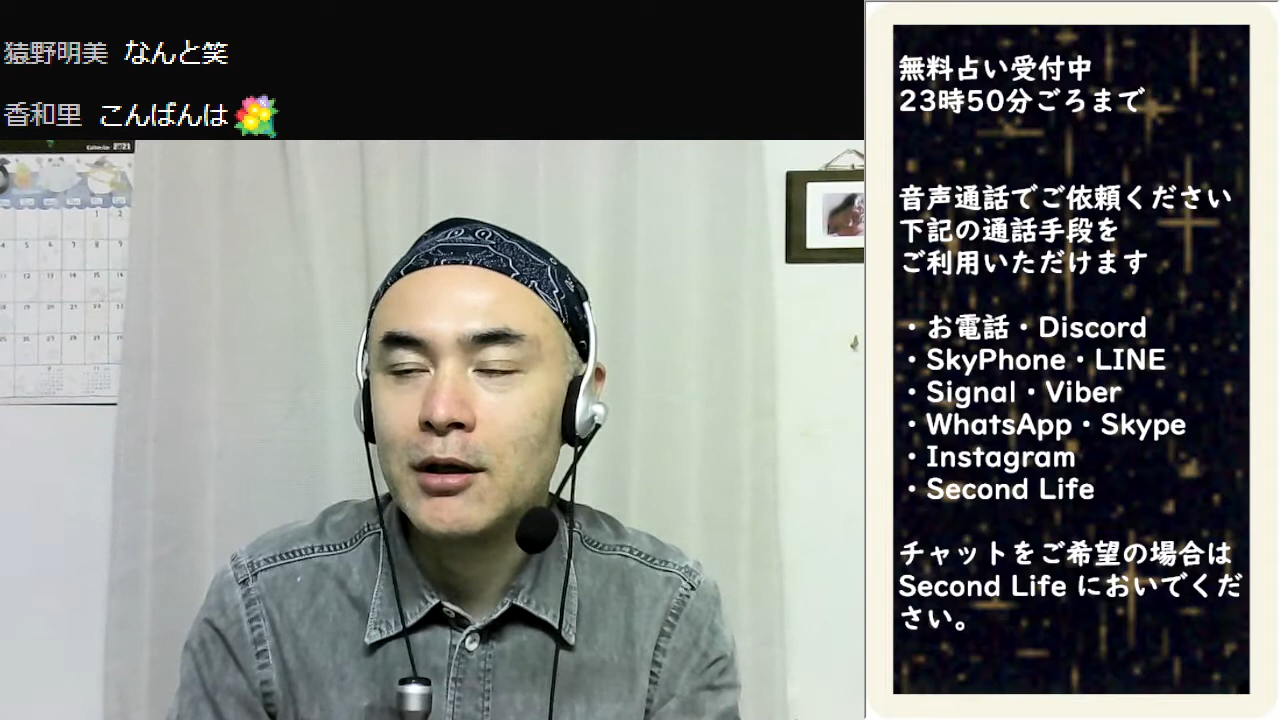 猿野明美 なんと笑
香和里 こんばんは
無料占い受付中
23時50分ごろまで
音声通話でご依頼ください
下記の通話手段を
ご利用いただけます
・お電話・Discord
・SkyPhone・LINE
・Signal・Viber
・WhatsApp・Skype
・Instagram
・Second Life
チャットをご希望の場合は
Second Life においでくだ
さい。